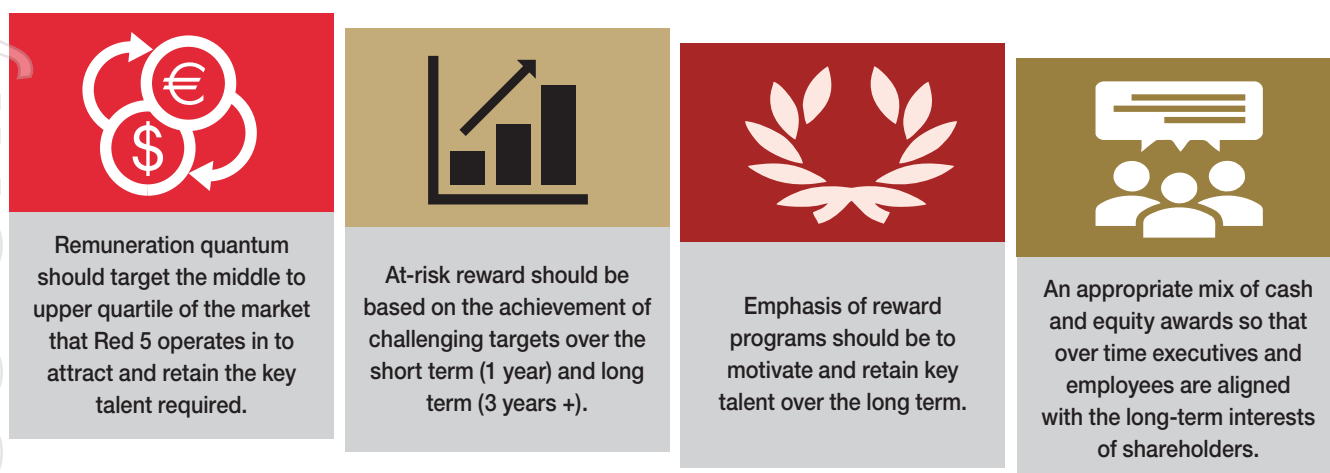 €
$
Remuneration quantum
should target the middle to
upper quartile of the market
that Red 5 operates in to
attract and retain the key
talent required.
At-risk reward should be
based on the achievement of
challenging targets over the
short term (1 year) and long
term (3 years +).
Emphasis of reward
programs should be to
motivate and retain key
talent over the long term.
An appropriate mix of cash
and equity awards so that
over time executives and
employees are aligned
with the long-term interests
of shareholders.